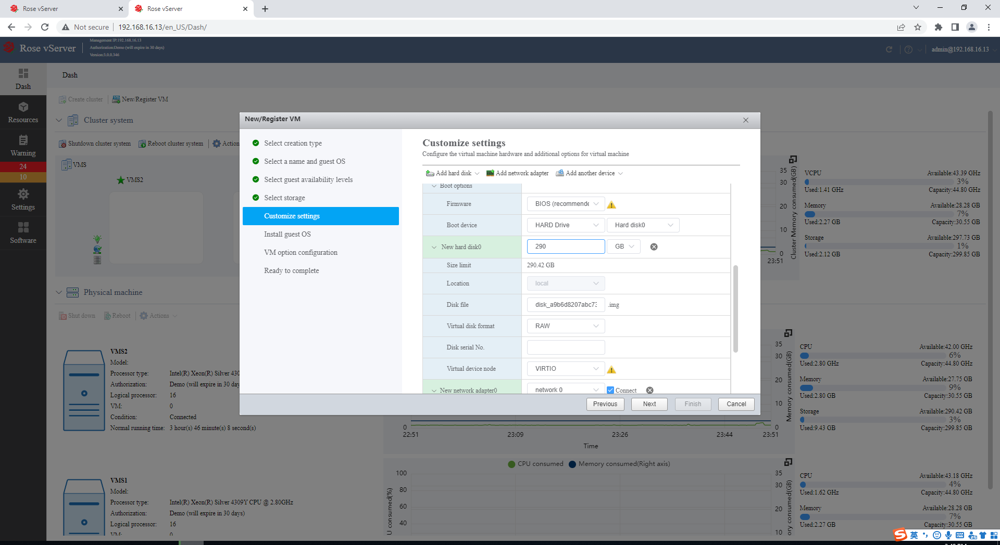 Rose vServer
Rose vServer
Not secure
192.168.16.13/en_US/Dash/
Rose vServer
Management IP:192.168.16.13
Authorization:Demo (will expire in 30 days)
Version:3.0.0.346
admin@192.168.16.13
Dash
Resources
Warning
24
10
Settings
Software
Dash
Create cluster
New/Register VM
Cluster system
Shutdown cluster system
Reboot cluster system
Action
VMS
VMS2
Physical machine
Shut down
Reboot
Actions
VMS2
Model:
Processor type:
Intel(R) Xeon(R) Silver 430
Authorization:
Demo (will expire in 30 day
Logical processor:
16
VM:
0
Condition:
Connected
Normal running time:
3 hour(s) 46 minute(s) 8 second(s)
VMS1
Model:
Processor type:
Intel(R) Xeon(R) Silver 4309Y CPU @ 2.80GHz
Authorization:
Demo (will expire in 30 days)
Logical processor:
16
VM:
0
New/Register VM
Select creation type
Select a name and guest OS
Select guest availability levels
Select storage
Customize settings
Install guest OS
VM option configuration
Ready to complete
Customize settings
Configure the virtual machine hardware and additional options for virtual machine
Add hard disk
Add network adapter
Add another device
Boot options
Firmware
BIOS (recommende
Boot device
HARD Drive
Hard disk0
New hard disk0
290
GB
Size limit
290.42 GB
Location
local
Disk file
disk_a9b6d8207abc73
.img
Virtual disk format
RAW
Disk serial No.
Virtual device node
VIRTIO
New network adapter0
network 0
Connect
Previous
Next
Finish
Cancel
35
30
20
10
0
23:51
Cluster Memory consumed(GB)
VCPU
Available:43.39 GHz
3%
Used:1.41 GHz
Capacity:44.80 GHz
Memory
Available:28.28 GB
7%
Used:2.27 GB
Capacity:30.55 GB
Storage
Available:297.73 GB
1%
Used:2.12 GB
Capacity:299.85 GB
35
30
20
10
0
Memory consumed(GB)
0
22:51
23:09
23:26
23:44
23:51
Time
CPU
Available:42.00 GHz
6%
Used:2.80 GHz
Capacity:44.80 GHz
Memory
Available:27.75 GB
9%
Used:2.80 GB
Capacity:30.55 GB
Storage
Available:290.42 GB
3%
Used:9.43 GB
Capacity:299.85 GB
CPU consumed
Memory consumed(Right axis)
100
80
60
40
U consumed(%)
35
30
20
10
ory consumed(GB)
CPU
Available:43.18 GHz
4%
Used:1.62 GHz
Capacity:44.80 GHz
Memory
Available:28.28 GB
7%
Used:2.27 GB
Capacity:30.55 GB
英